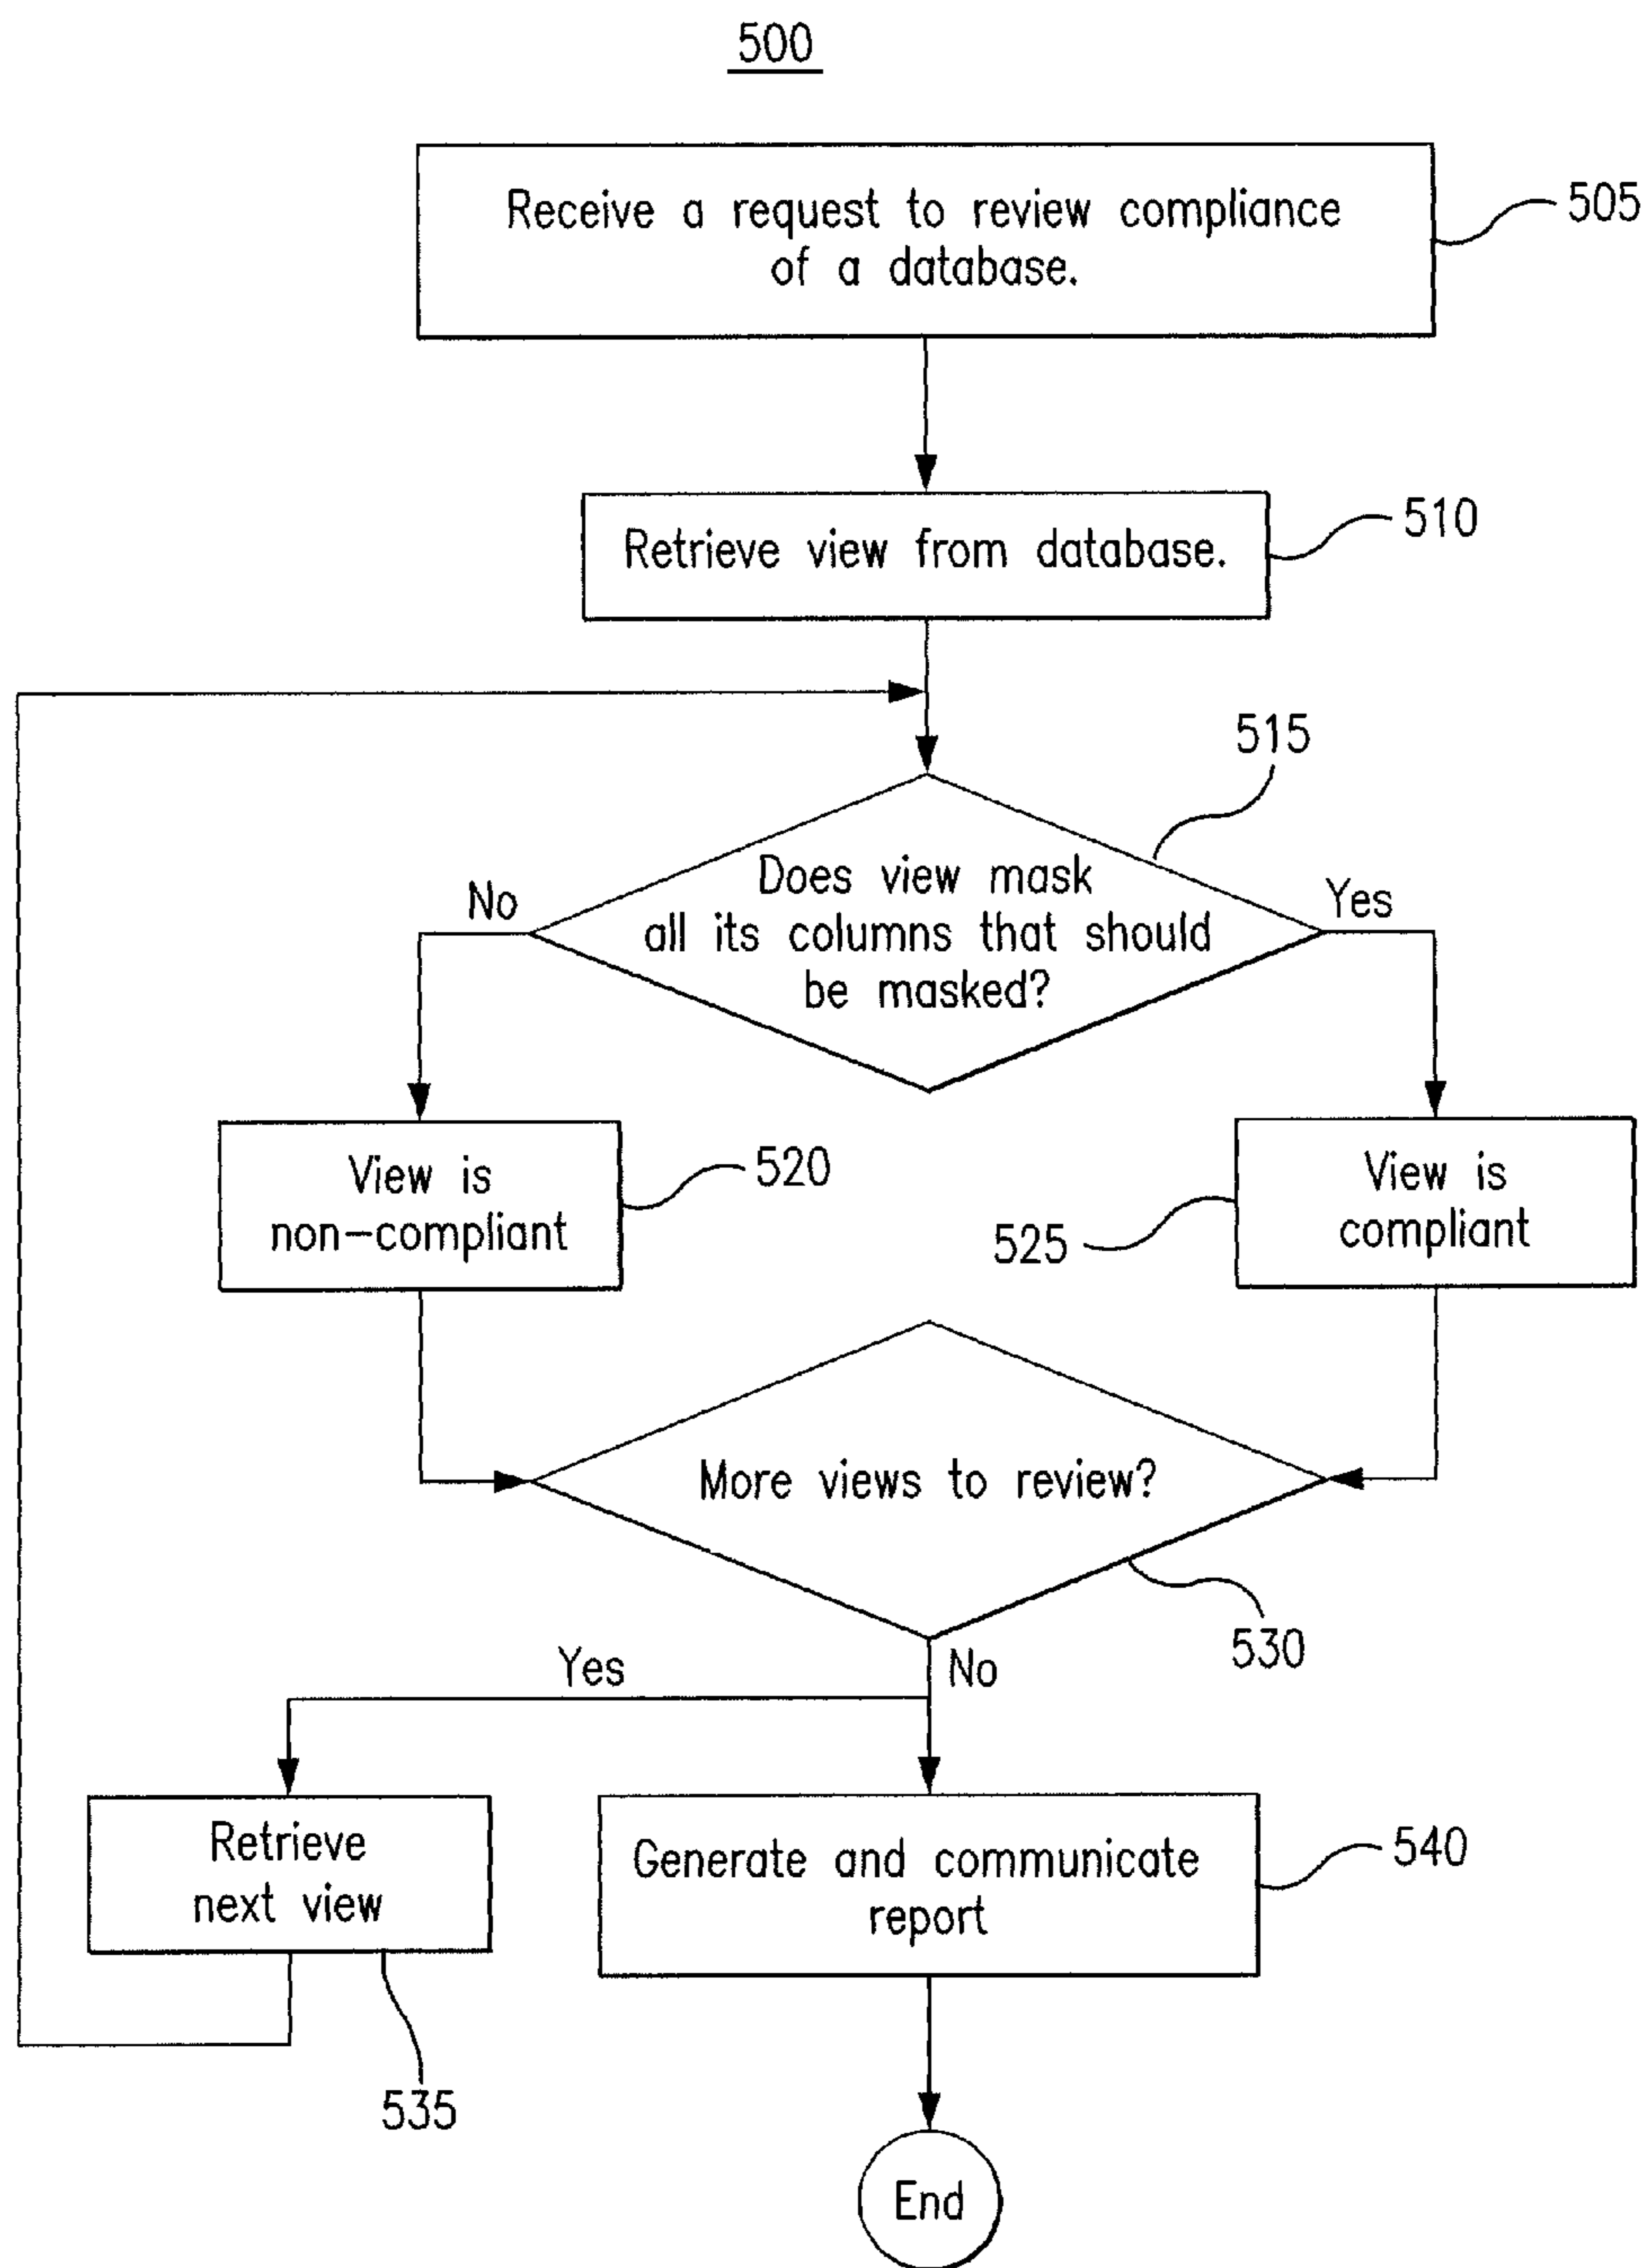 500
Receive a request to review compliance
of a database.
505
Retrieve view from database.
510
515
Does view mask
all its columns that should
be masked?
No
Yes
View is
non-compliant
520
View is
compliant
525
More views to review?
530
Yes
No
Retrieve
next view
535
Generate and communicate
report
540
End